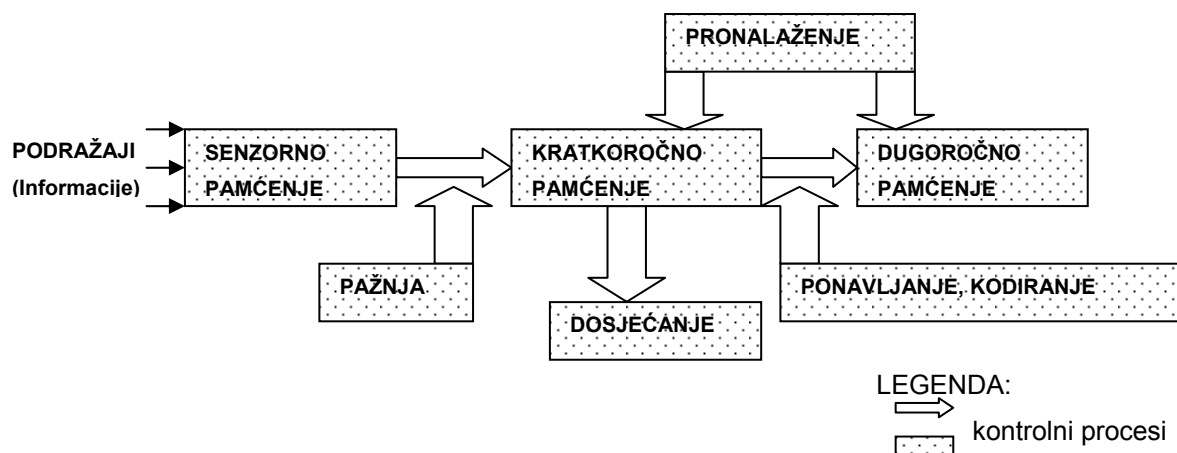 PRONALAŽENJE
PODRAŽAJI
(Informacije)
SENZORNO
PAMĆENJE
KRATKOROČNO
PAMĆENJE
DUGOROČNO
PAMĆENJE
PAŽNJA
DOSJEĆANJE
PONAVLJANJE, KODIRANJE
LEGENDA:
kontrolni procesi